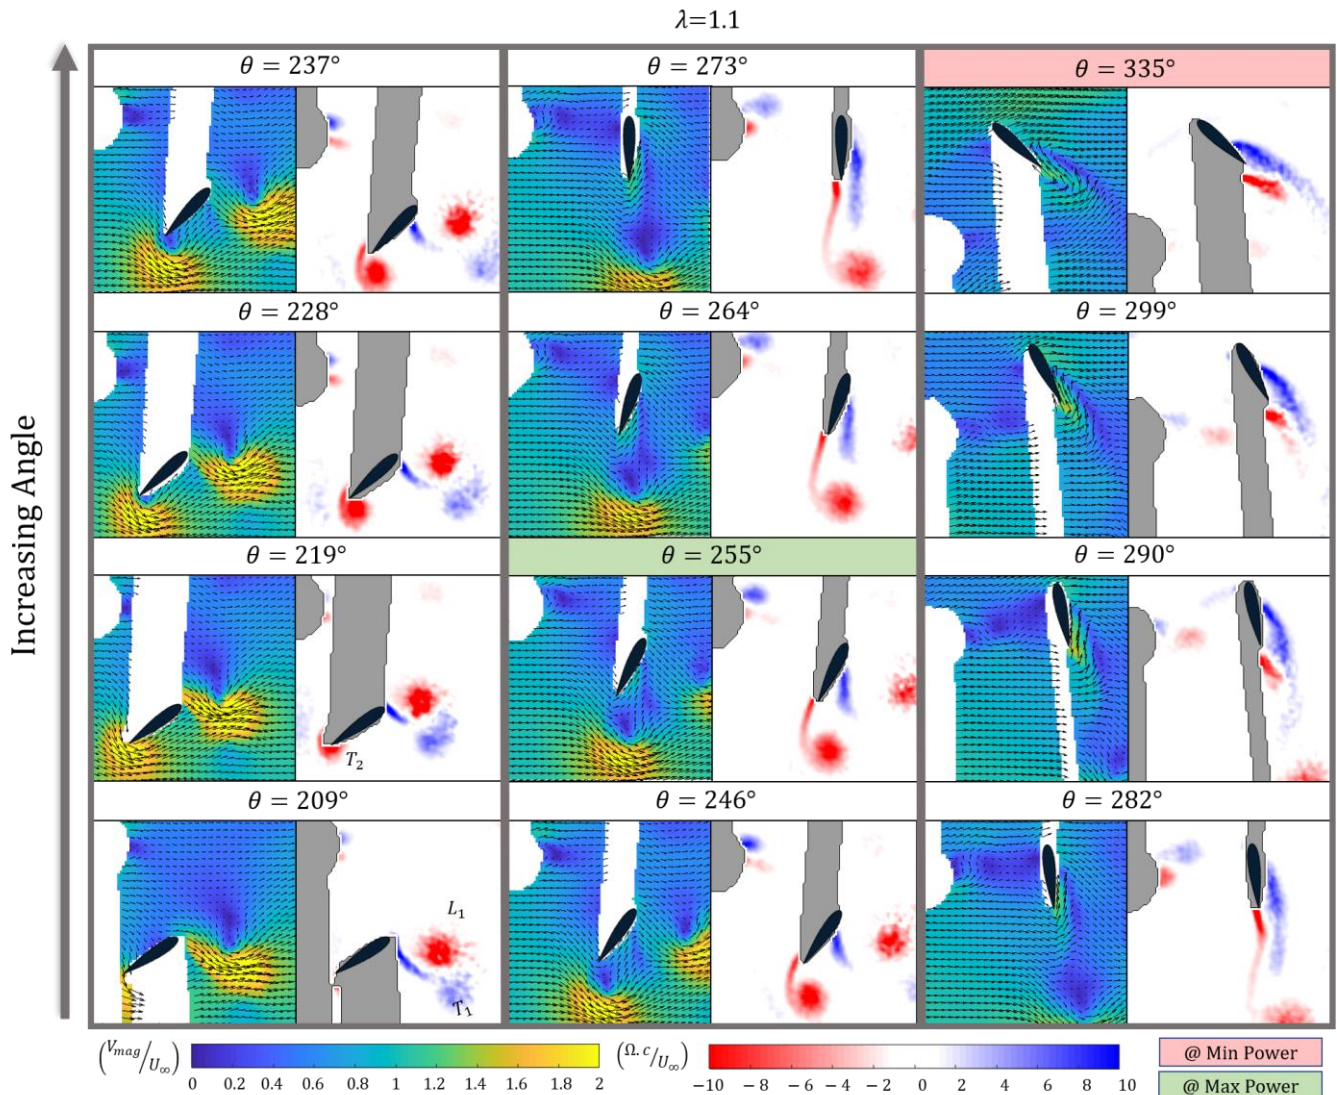 λ=1.1
Increasing Angle
θ = 237°
θ = 273°
θ = 335°
θ = 228°
θ = 264°
θ = 299°
θ = 219°
θ = 255°
θ = 290°
T₂
θ = 209°
θ = 246°
θ = 282°
L₁
T₁
(V_mag/U∞)
0 0.2 0.4 0.6 0.8 1 1.2 1.4 1.6 1.8 2
(Ω.c/U∞)
−10 −8 −6 −4 −2 0 2 4 6 8 10
@ Min Power
@ Max Power